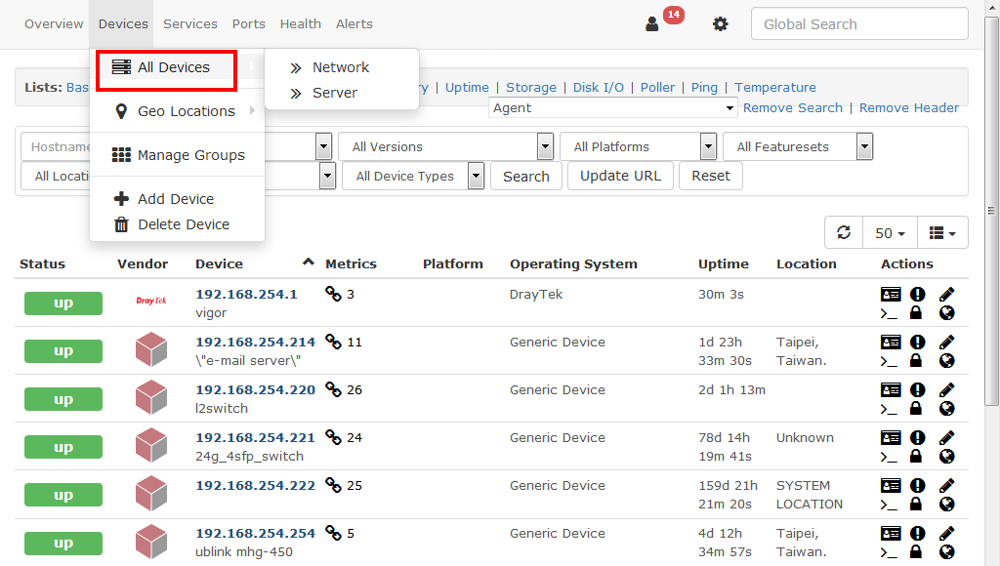 Overview Devices Services Ports Health Alerts 14 Global Search
All Devices
Network
Server
Geo Locations
Manage Groups
Add Device
Delete Device
Lists: Bas ry | Uptime | Storage | Disk I/O | Poller | Ping | Temperature
Agent Remove Search | Remove Header
Hostname All Versions All Platforms All Featuresets
All Locati All Device Types Search Update URL Reset
50
Status Vendor Device Metrics Platform Operating System Uptime Location Actions
up DrayTek 192.168.254.1 3 DrayTek 30m 3s
vigor
up 192.168.254.214 11 Generic Device 1d 23h Taipei,
\"e-mail server\" 33m 30s Taiwan.
up 192.168.254.220 26 Generic Device 2d 1h 13m
l2switch
up 192.168.254.221 24 Generic Device 78d 14h Unknown
24g_4sfp_switch 19m 41s
up 192.168.254.222 25 Generic Device 159d 21h SYSTEM
21m 20s LOCATION
up 192.168.254.254 5 Generic Device 4d 12h Taipei,
ublink mhg-450 34m 57s Taiwan.